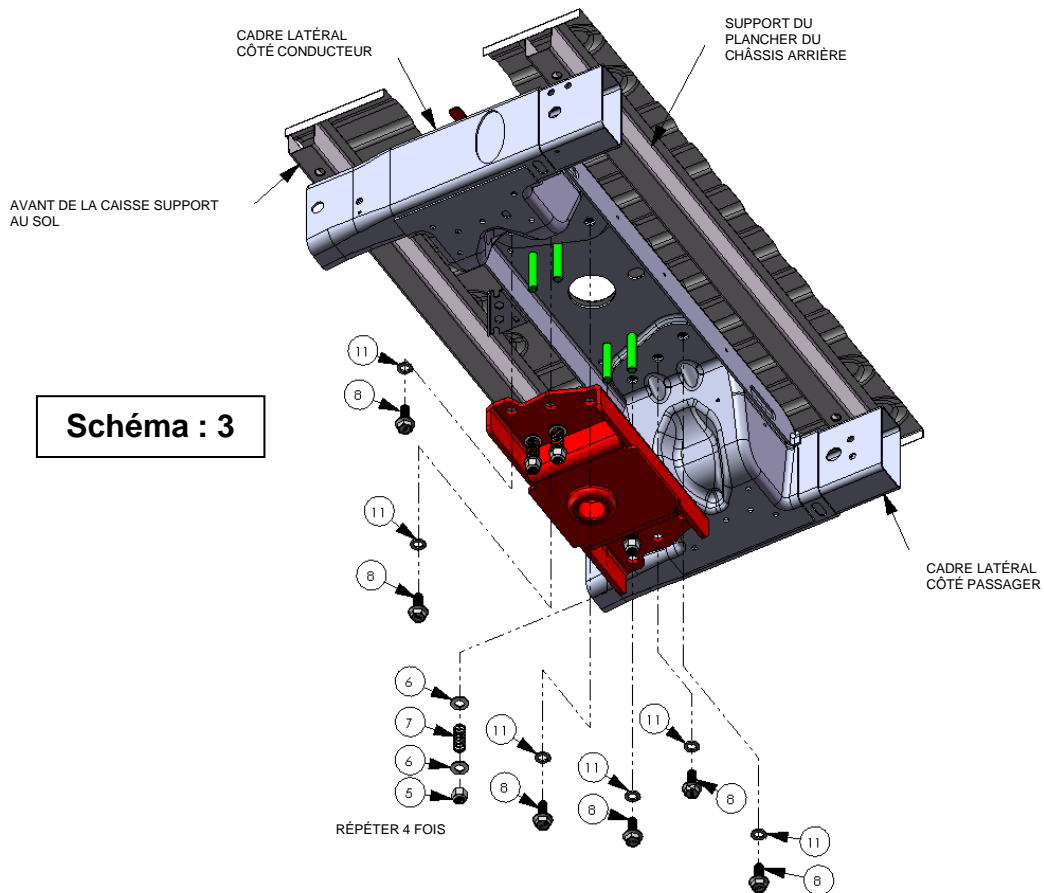 CADRE LATÉRAL
CÔTÉ CONDUCTEUR
SUPPORT DU
PLANCHER DU
CHÂSSIS ARRIÈRE
AVANT DE LA CAISSE SUPPORT
AU SOL
11
8
Schéma : 3
11
8
CADRE LATÉRAL
CÔTÉ PASSAGER
6
7
6
5
RÉPÉTER 4 FOIS
11
8
11
8
11
8
11
8